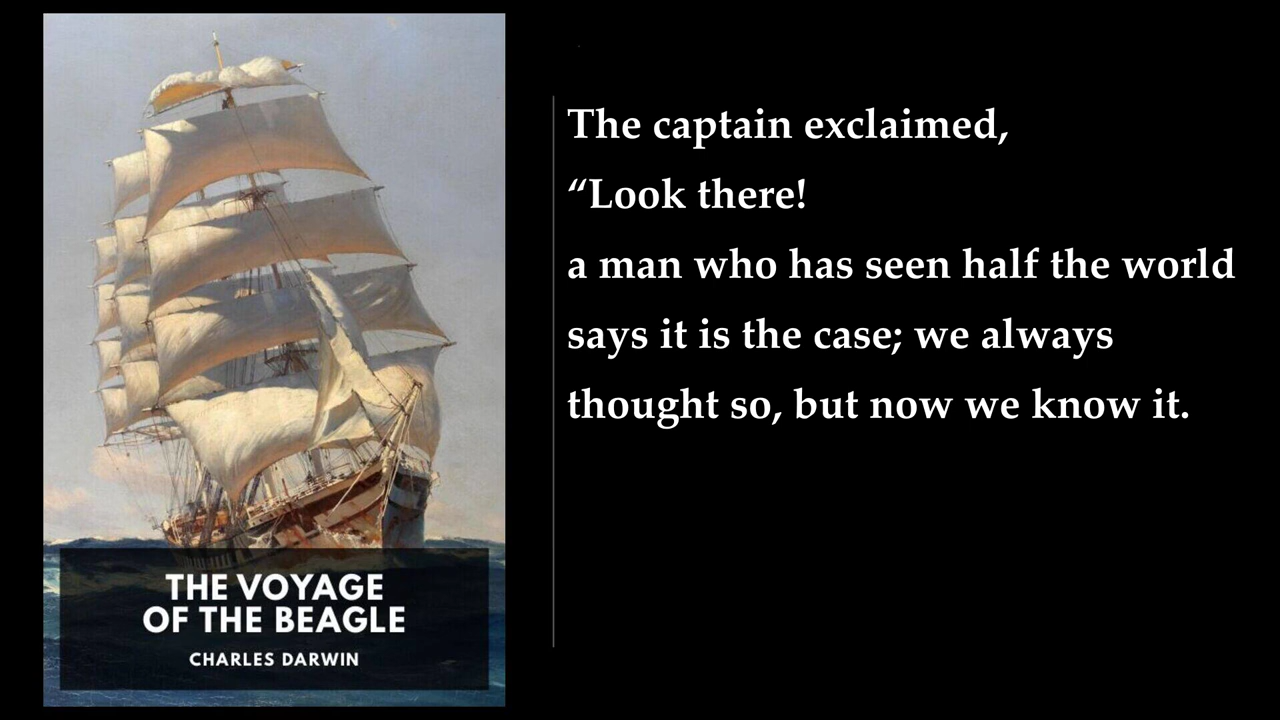 THE VOYAGE
OF THE BEAGLE
CHARLES DARWIN
The captain exclaimed,
“Look there!
a man who has seen half the world
says it is the case; we always
thought so, but now we know it.